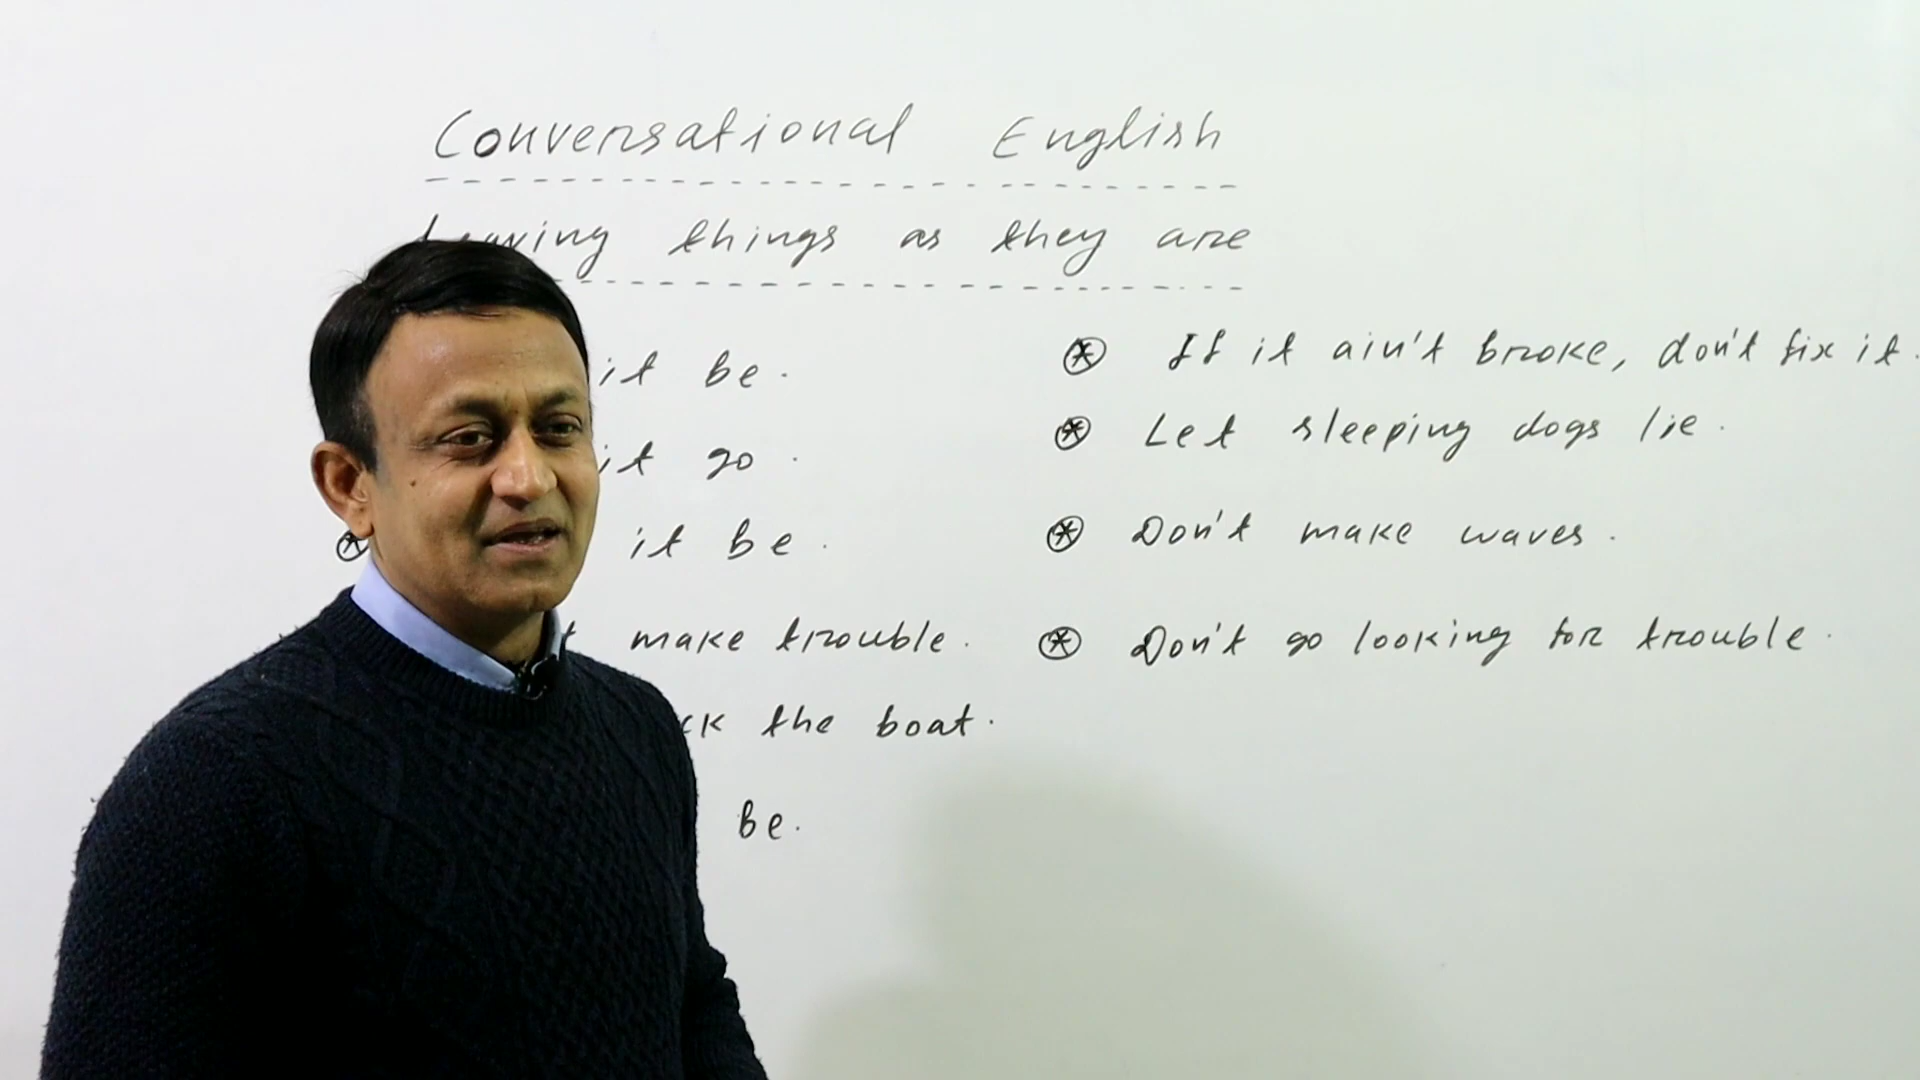 Conversational English
Leaving things as they are
it be.
it go.
it be.
make trouble.
the boat.
be.
If it ain't broke, don't fix it.
Let sleeping dogs lie.
Don't make waves.
Don't go looking for trouble.